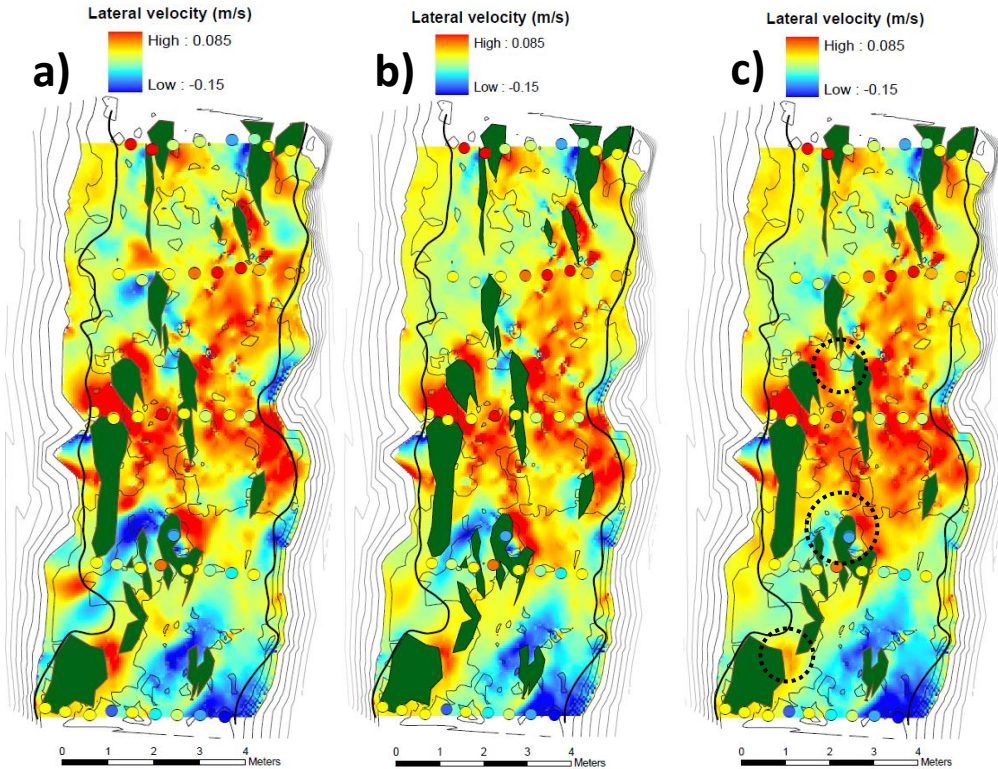 Lateral velocity (m/s)
High : 0.085
Low : -0.15
a)
Lateral velocity (m/s)
High : 0.085
Low : -0.15
b)
Lateral velocity (m/s)
High : 0.085
Low : -0.15
c)
0 1 2 3 4
Meters
0 1 2 3 4
Meters
0 1 2 3 4
Meters